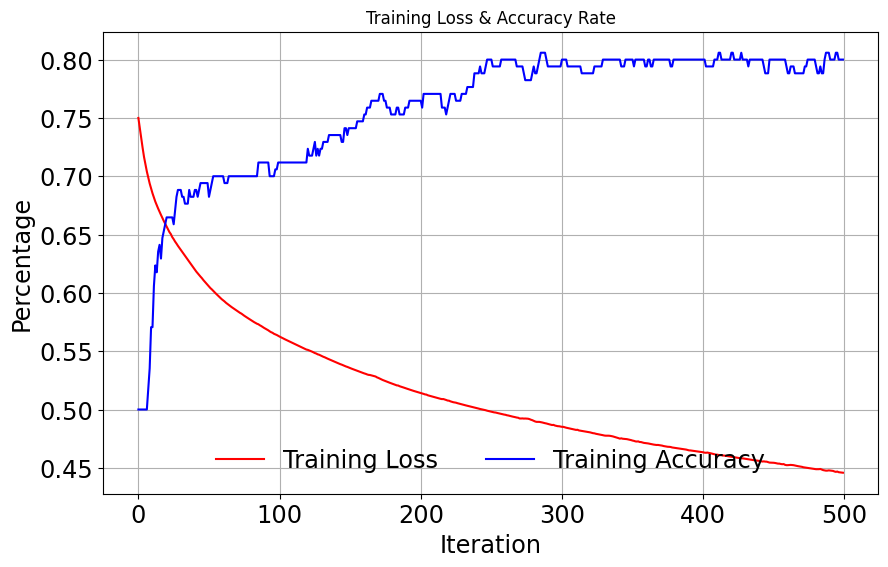 Training Loss & Accuracy Rate
0.80
0.75
0.70
0.65
0.60
0.55
0.50
0.45
Percentage
Training Loss Training Accuracy
0 100 200 300 400 500
Iteration